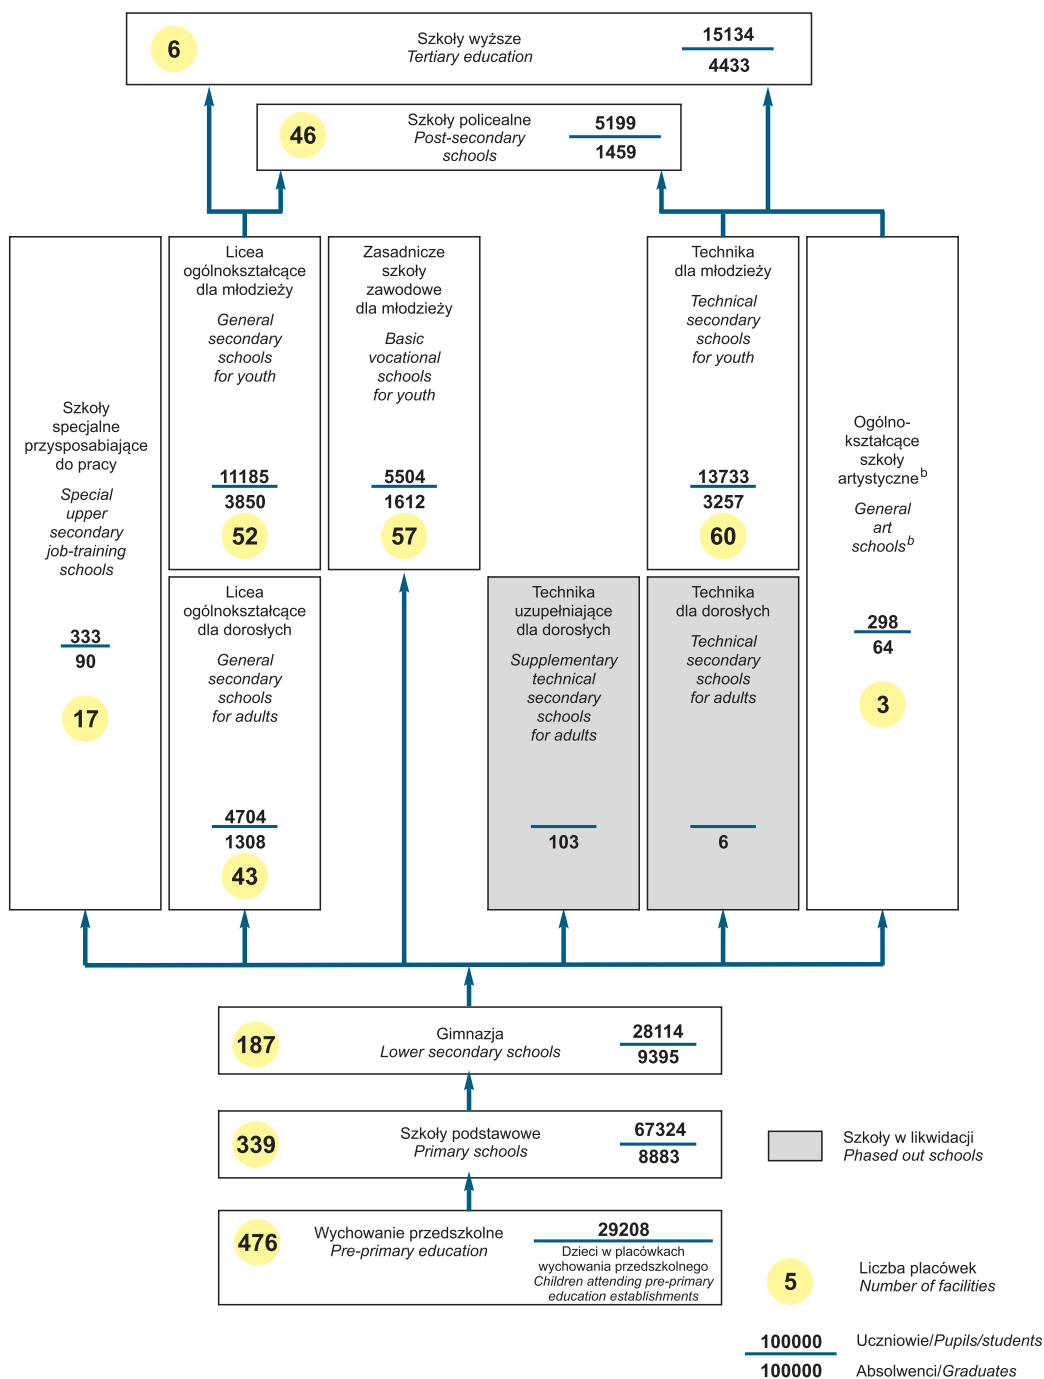 6
Szkoły wyższe
Tertiary education
15134
4433
46
Szkoły policealne
Post-secondary
schools
5199
1459
Szkoły
specjalne
przysposabiające
do pracy
Special
upper
secondary
job-training
schools
333
90
17
Licea
ogólnokształcące
dla młodzieży
General
secondary
schools
for youth
11185
3850
52
Zasadnicze
szkoły
zawodowe
dla młodzieży
Basic
vocational
schools
for youth
5504
1612
57
Technika
dla młodzieży
Technical
secondary
schools
for youth
13733
3257
60
Ogólno-
kształcące
szkoły
artystyczne b
General
art
schools b
298
64
3
Licea
ogólnokształcące
dla dorosłych
General
secondary
schools
for adults
4704
1308
43
Technika
uzupełniające
dla dorosłych
Supplementary
technical
secondary
schools
for adults
103
Technika
dla dorosłych
Technical
secondary
schools
for adults
6
187
Gimnazja
Lower secondary schools
28114
9395
339
Szkoły podstawowe
Primary schools
67324
8883
476
Wychowanie przedszkolne
Pre-primary education
29208
Dzieci w placówkach
wychowania przedszkolnego
Children attending pre-primary
education establishments
Szkoły w likwidacji
Phased out schools
5
Liczba placówek
Number of facilities
100000
Uczniowie/Pupils/students
100000
Absolwenci/Graduates